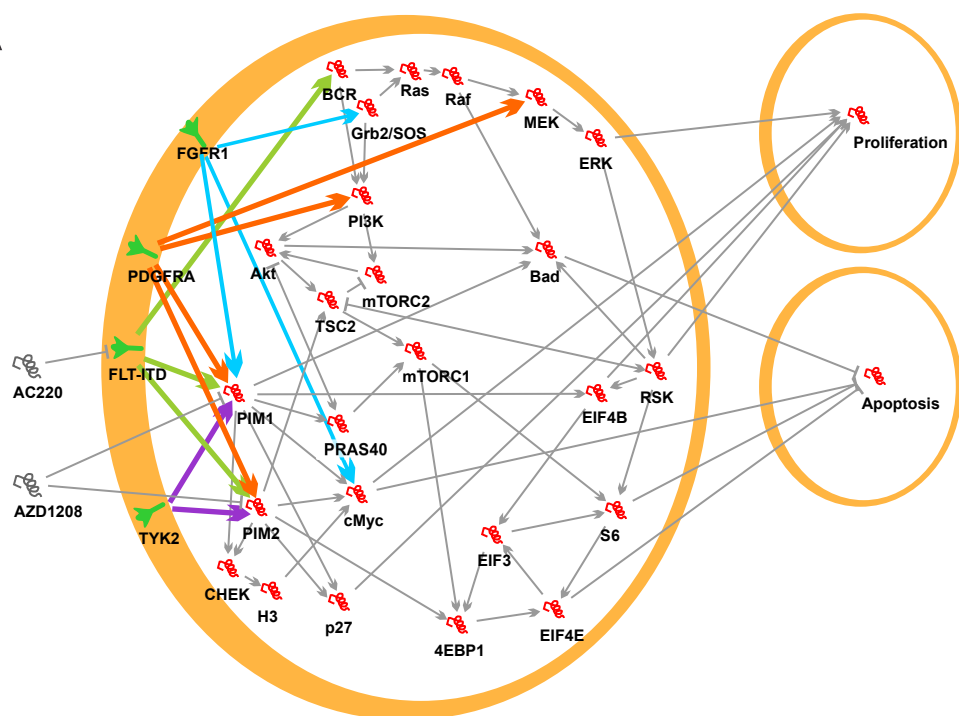 BCR
Ras
Raf
MEK
Grb2/SOS
ERK
Proliferation
FGFR1
PI3K
PDGFRA
Akt
mTORC2
Bad
TSC2
FLT-ITD
AC220
mTORC1
RSK
Apoptosis
PIM1
EIF4B
PRAS40
AZD1208
cMyc
TYK2
PIM2
S6
EIF3
CHEK
H3
p27
EIF4E
4EBP1